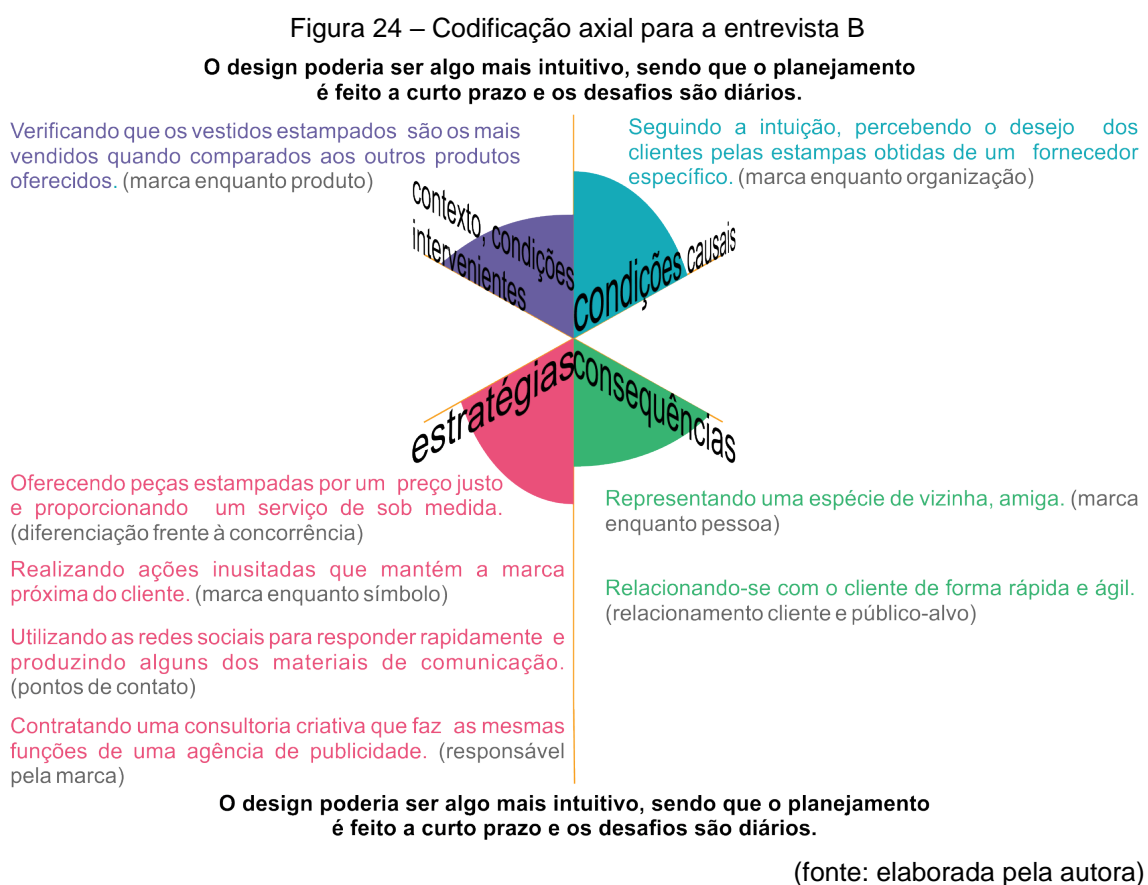 Figura 24 – Codificação axial para a entrevista B
O design poderia ser algo mais intuitivo, sendo que o planejamento
é feito a curto prazo e os desafios são diários.
Verificando que os vestidos estampados são os mais
vendidos quando comparados aos outros produtos
oferecidos. (marca enquanto produto)
Seguindo a intuição, percebendo o desejo dos
clientes pelas estampas obtidas de um fornecedor
específico. (marca enquanto organização)
contexto, condições
intervenientes
condições causais
estratégias
consequências
Oferecendo peças estampadas por um preço justo
e proporcionando um serviço de sob medida.
(diferenciação frente à concorrência)
Realizando ações inusitadas que mantém a marca
próxima do cliente. (marca enquanto símbolo)
Utilizando as redes sociais para responder rapidamente e
produzindo alguns dos materiais de comunicação.
(pontos de contato)
Contratando uma consultoria criativa que faz as mesmas
funções de uma agência de publicidade. (responsável
pela marca)
Representando uma espécie de vizinha, amiga. (marca
enquanto pessoa)
Relacionando-se com o cliente de forma rápida e ágil.
(relacionamento cliente e público-alvo)
O design poderia ser algo mais intuitivo, sendo que o planejamento
é feito a curto prazo e os desafios são diários.
(fonte: elaborada pela autora)